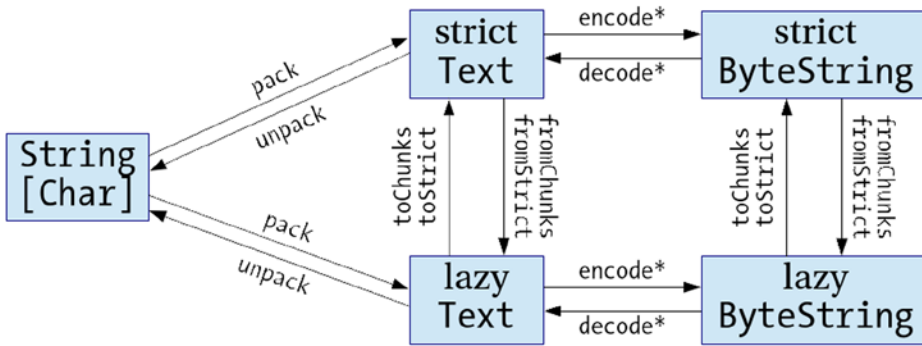 strict
Text
encode*
decode*
strict
ByteString
pack
unpack
String
[Char]
toChunks
toStrict
fromChunks
fromStrict
toChunks
toStrict
fromChunks
fromStrict
pack
unpack
lazy
Text
encode*
decode*
lazy
ByteString